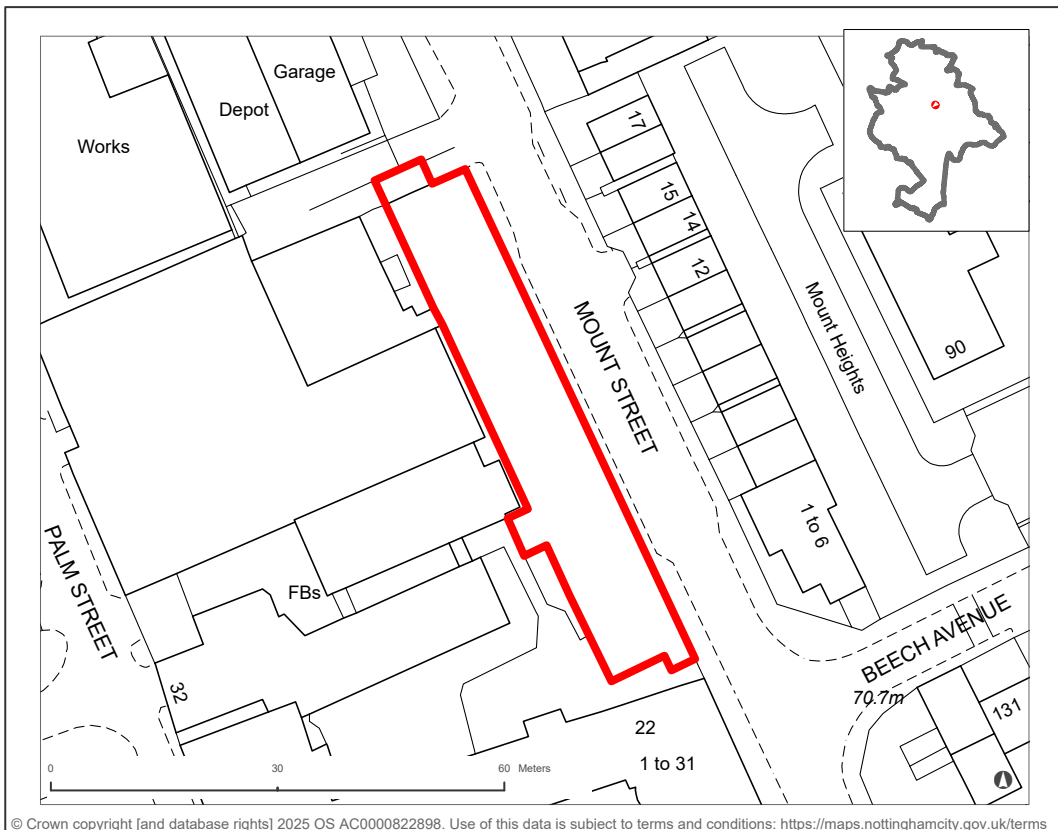 Garage
Depot
Works
17
15
14
12
MOUNT STREET
Mount Heights
90
1 to 6
PALM STREET
FBs
32
BEECH AVENUE
70.7m
131
22
1 to 31
0 30 60 Meters
© Crown copyright [and database rights] 2025 OS AC0000822898. Use of this data is subject to terms and conditions: https://maps.nottinghamcity.gov.uk/terms